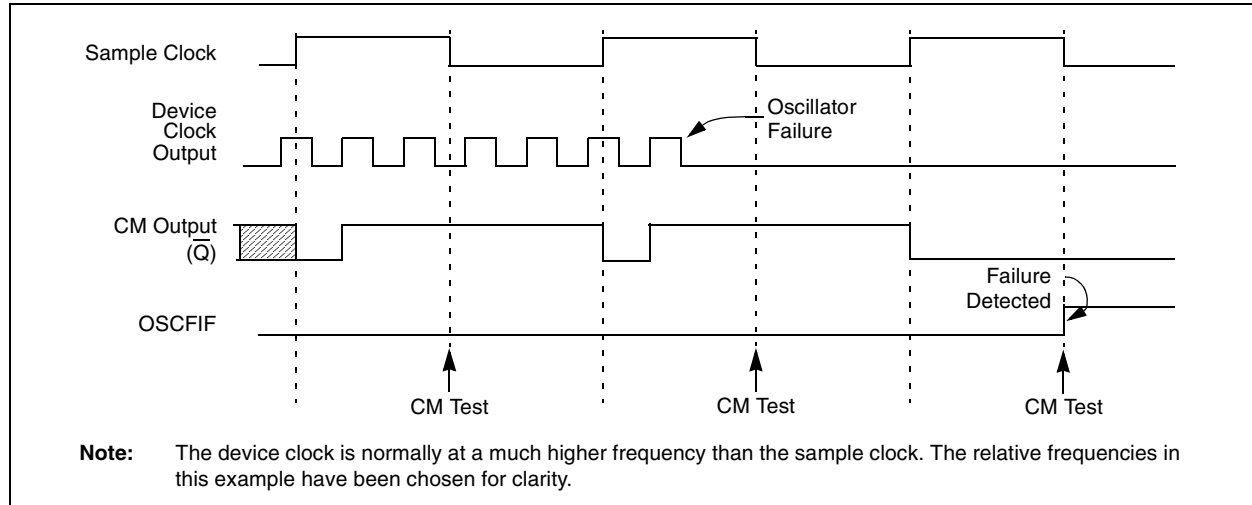 Sample Clock
Device
Clock
Output
Oscillator
Failure
CM Output
(Q̅)
Failure
Detected
OSCFIF
CM Test
CM Test
CM Test
Note: The device clock is normally at a much higher frequency than the sample clock. The relative frequencies in
this example have been chosen for clarity.